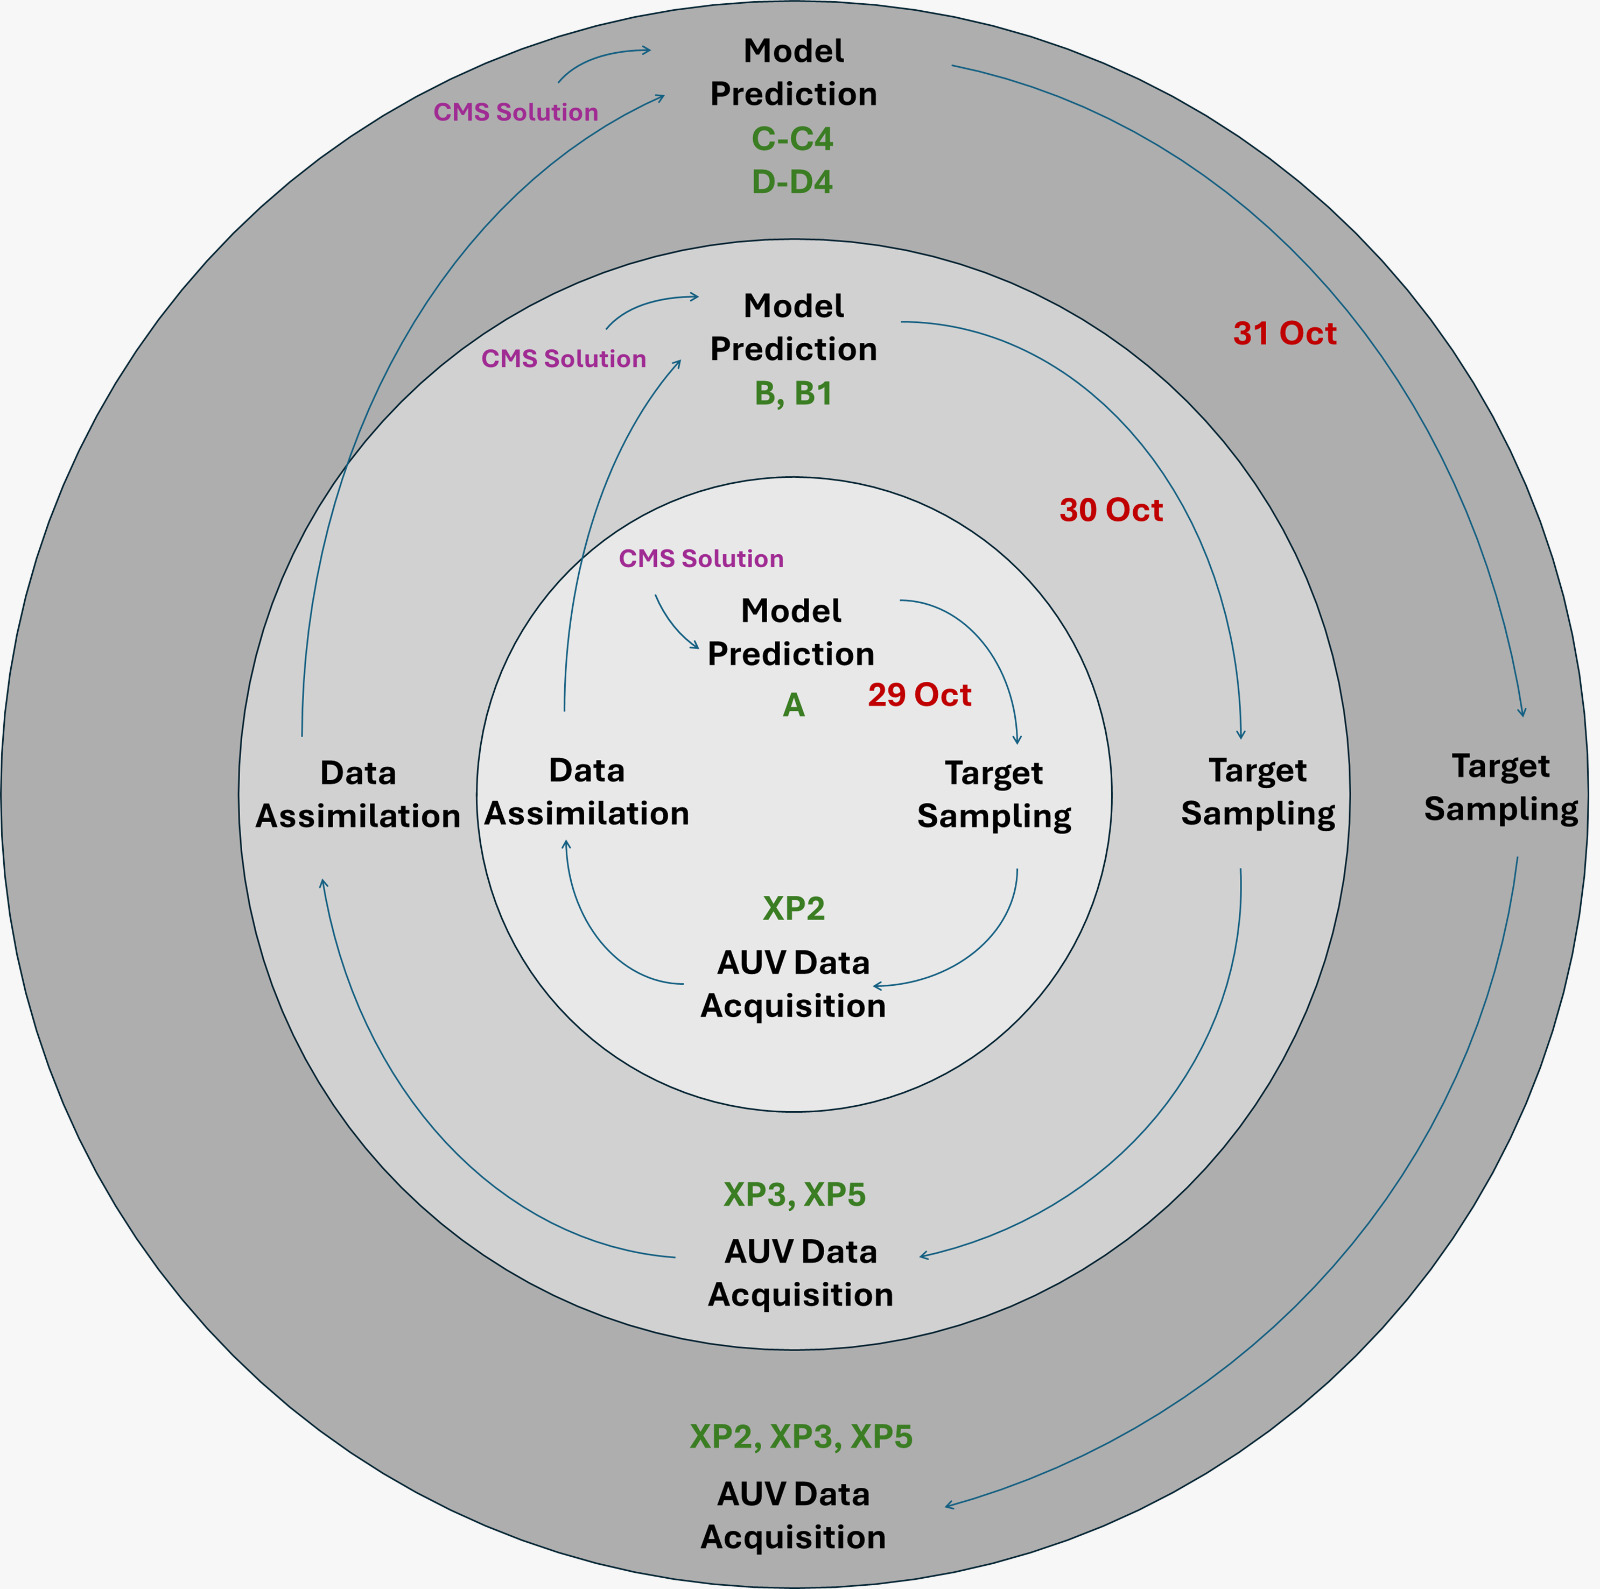 Model
Prediction
C-C4
D-D4
CMS Solution
31 Oct
Model
Prediction
B, B1
CMS Solution
30 Oct
CMS Solution
Model
Prediction
A
29 Oct
Data
Assimilation
Data
Assimilation
Target
Sampling
Target
Sampling
Target
Sampling
XP2
AUV Data
Acquisition
XP3, XP5
AUV Data
Acquisition
XP2, XP3, XP5
AUV Data
Acquisition